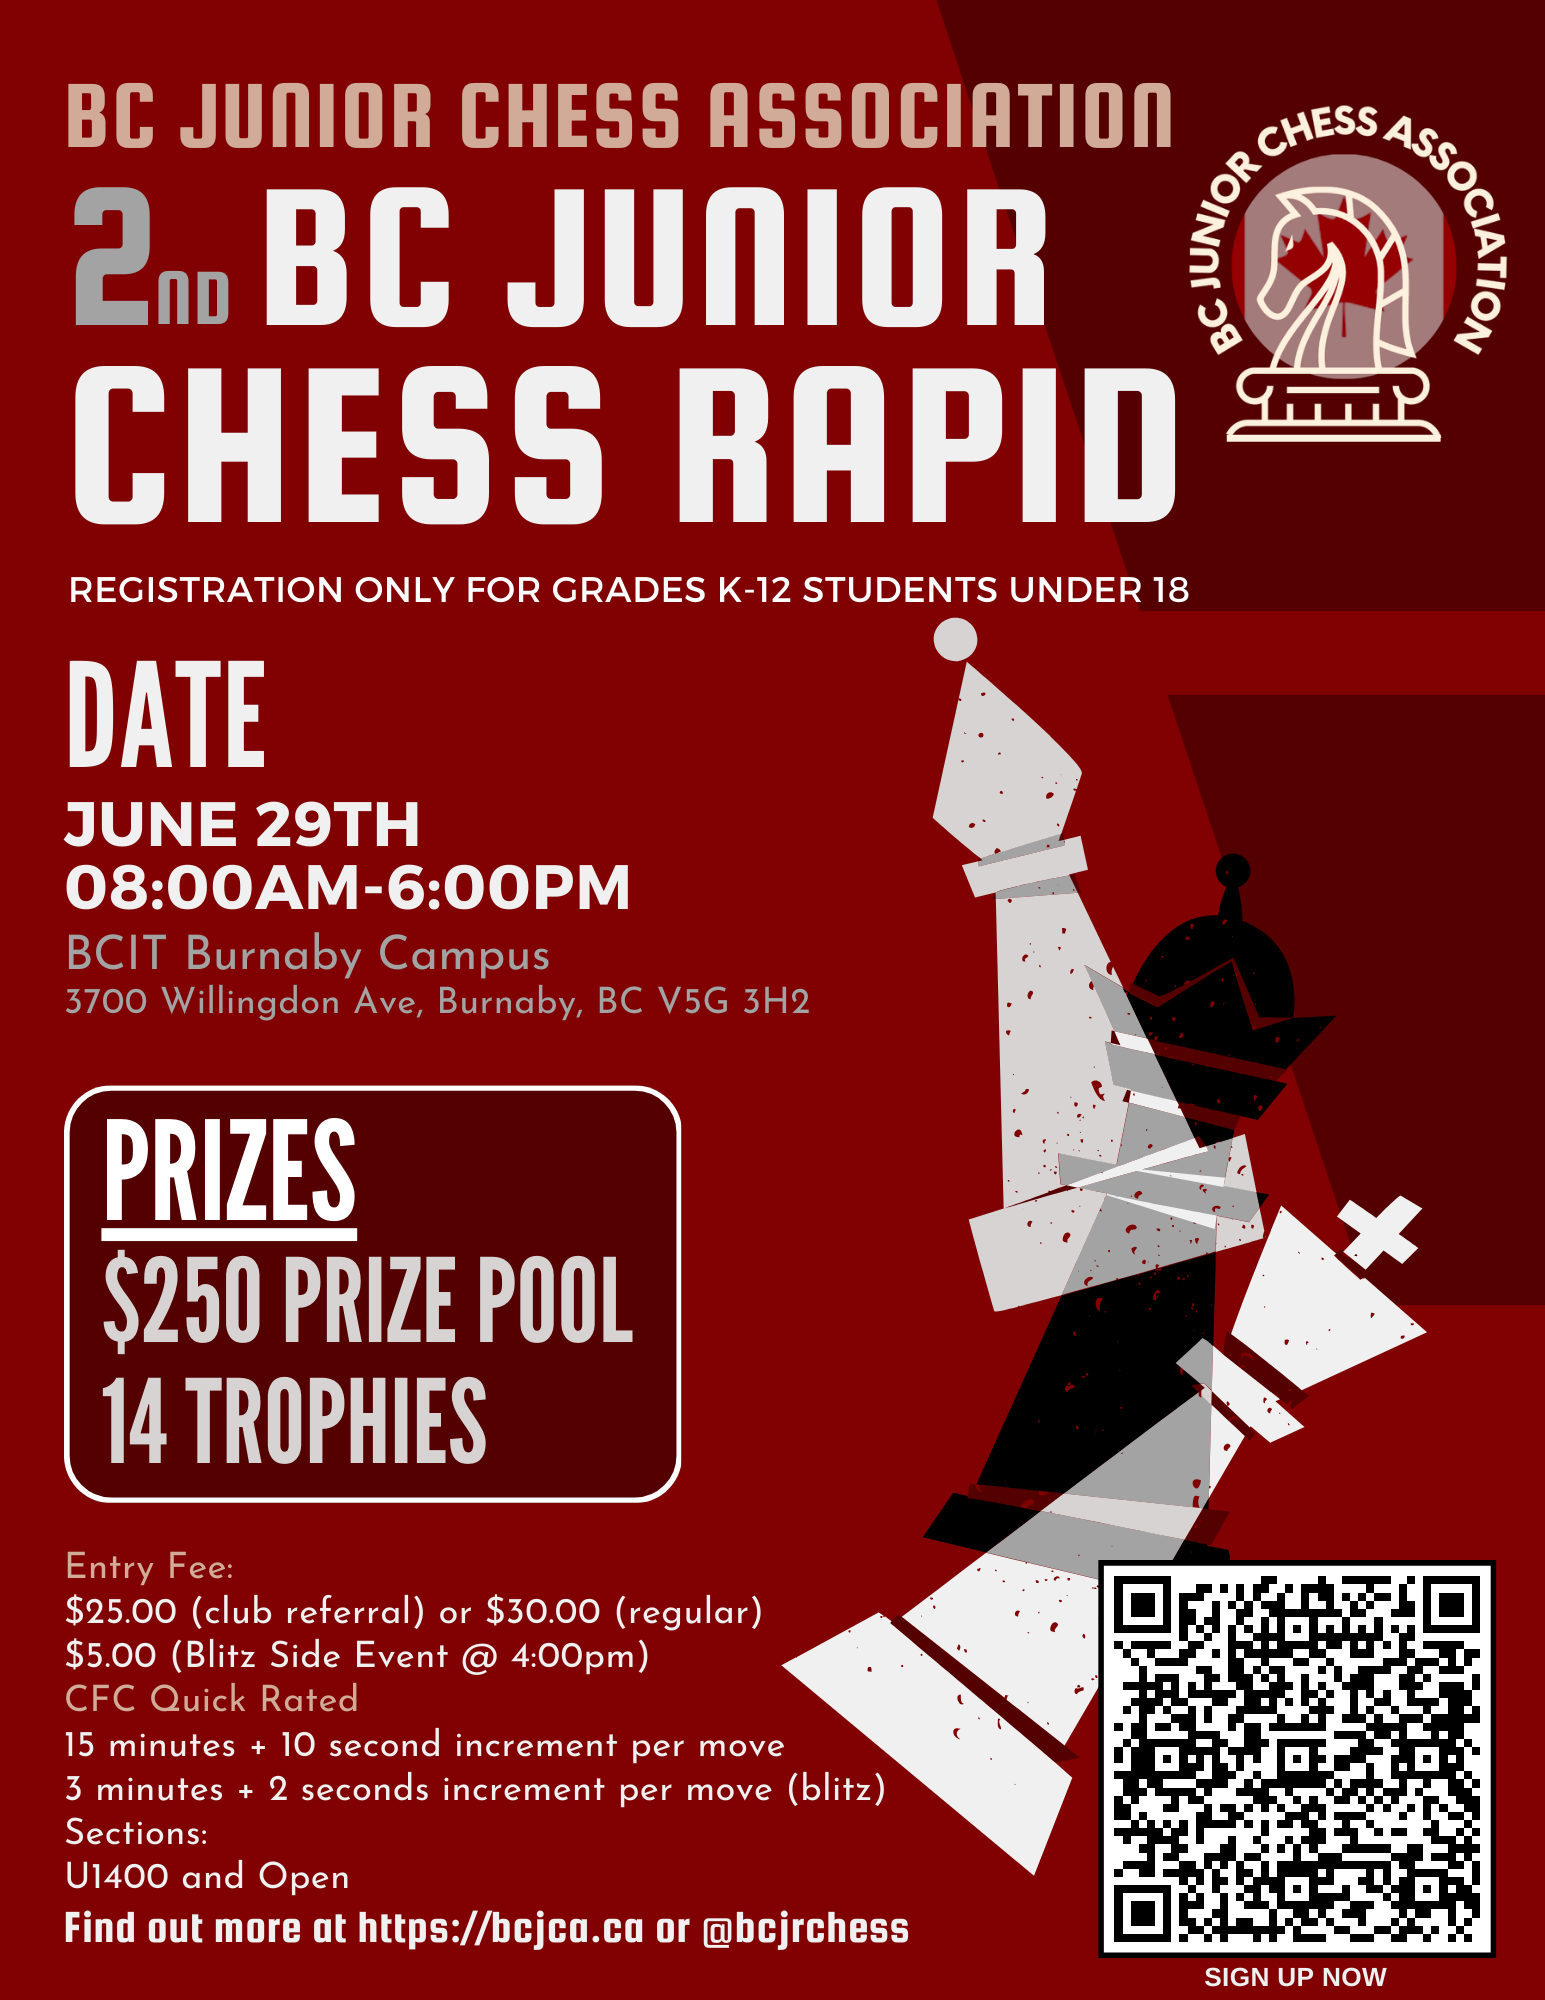 BC JUNIOR CHESS ASSOCIATION
2ND BC JUNIOR
CHESS RAPID
BC JUNIOR CHESS ASSOCIATION
REGISTRATION ONLY FOR GRADES K-12 STUDENTS UNDER 18
DATE
JUNE 29TH
08:00AM-6:00PM
BCIT Burnaby Campus
3700 Willingdon Ave, Burnaby, BC V5G 3H2
PRIZES
$250 PRIZE POOL
14 TROPHIES
Entry Fee:
$25.00 (club referral) or $30.00 (regular)
$5.00 (Blitz Side Event @ 4:00pm)
CFC Quick Rated
15 minutes + 10 second increment per move
3 minutes + 2 seconds increment per move (blitz)
Sections:
U1400 and Open
Find out more at https://bcjca.ca or @bcjrchess
SIGN UP NOW